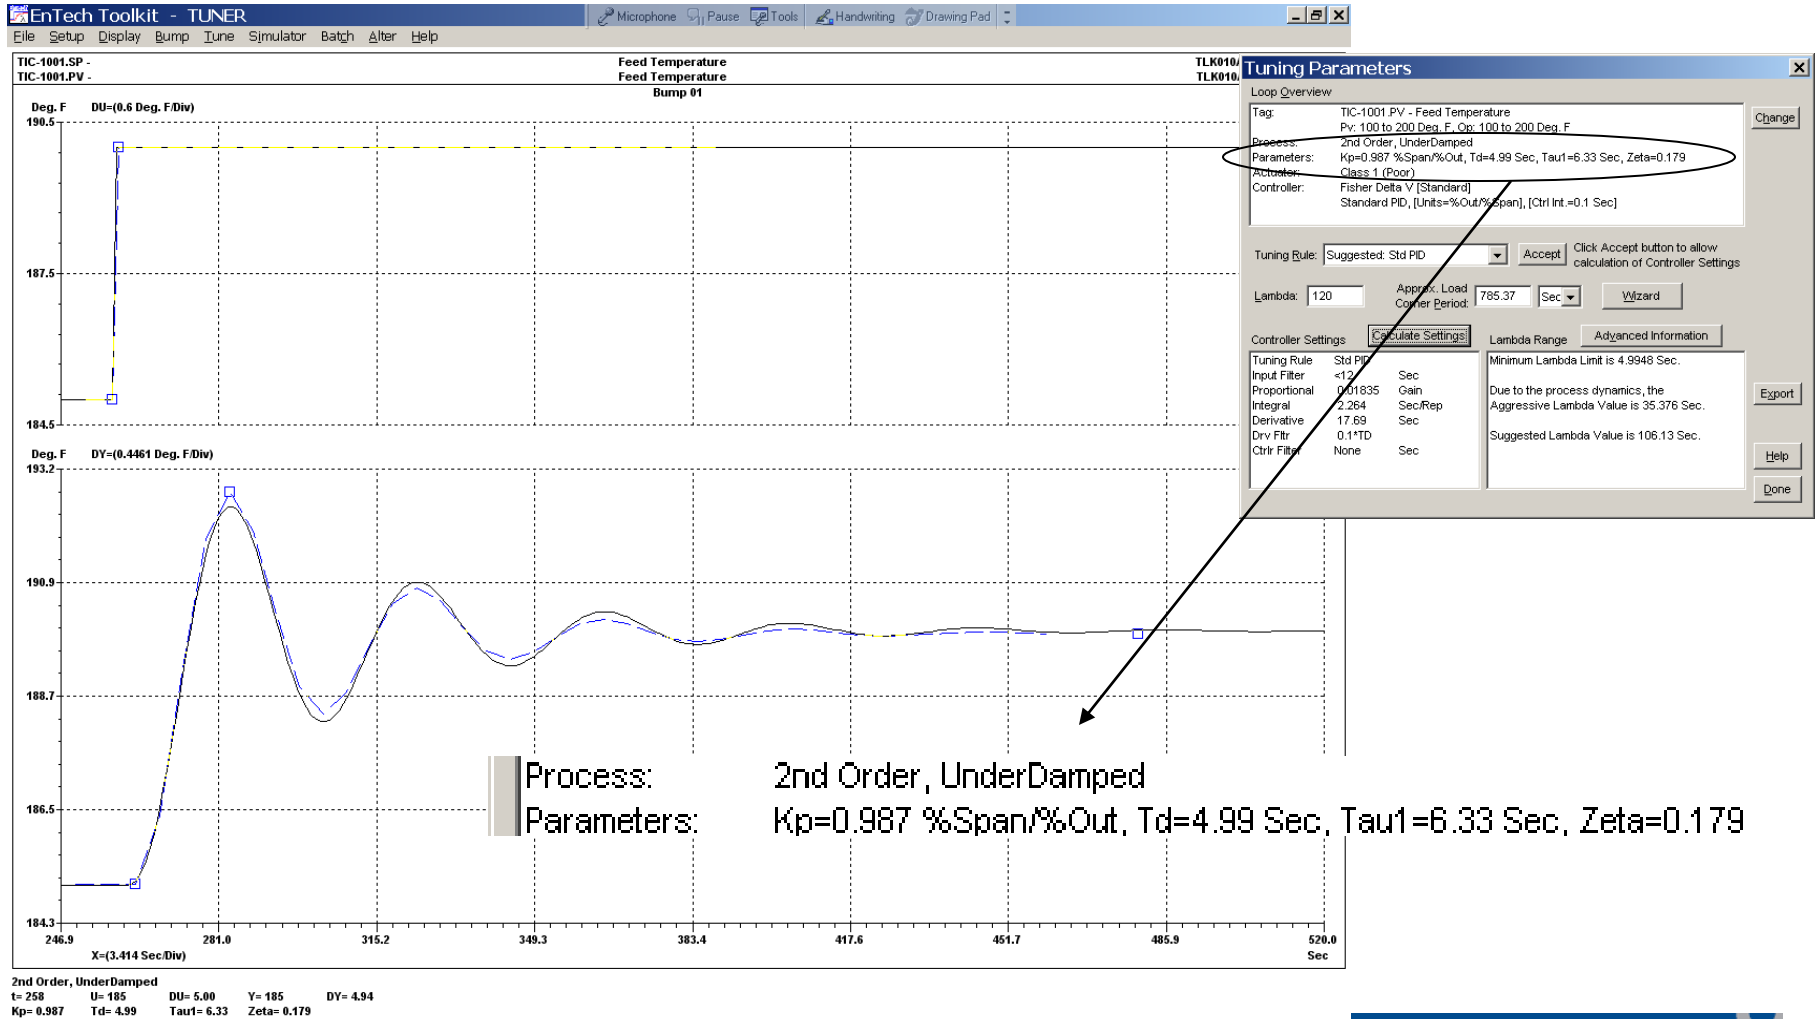 EnTech Toolkit - TUNER
Microphone Pause Tools Handwriting Drawing Pad
File Setup Display Bump Tune Simulator Batch Alter Help
TIC-1001.SP - Feed Temperature TLK010
TIC-1001.PV - Feed Temperature TLK010
Bump 01
Deg. F DU=(0.6 Deg. F/Div)
190.5
187.5
184.5
Deg. F DY=(0.4461 Deg. F/Div)
193.2
190.9
188.7
186.5
184.3
246.9 281.0 315.2 349.3 383.4 417.6 451.7 485.9 520.0
X=(3.414 Sec/Div) Sec
2nd Order, UnderDamped
t= 258 U= 185 DU= 5.00 Y= 185 DY= 4.94
Kp= 0.987 Td= 4.99 Tau1= 6.33 Zeta= 0.179
Tuning Parameters
Loop Overview
Tag: TIC-1001.PV - Feed Temperature
Pv: 100 to 200 Deg. F, Op: 100 to 200 Deg. F
Process: 2nd Order, UnderDamped
Parameters: Kp=0.987 %Span/%Out, Td=4.99 Sec, Tau1=6.33 Sec, Zeta=0.179
Actuator: Class 1 (Poor)
Controller: Fisher Delta V [Standard]
Standard PID, [Units=%Out/%Span], [Ctrl Int.=0.1 Sec]
Change
Tuning Rule: Suggested: Std PID Accept
Click Accept button to allow
calculation of Controller Settings
Lambda: 120
Approx. Load
Corner Period: 785.37 Sec Wizard
Controller Settings Calculate Settings
Tuning Rule Std PID
Input Filter <12 Sec
Proportional 0.01835 Gain
Integral 2.264 Sec/Rep
Derivative 17.69 Sec
Drv Fltr 0.1*TD
Ctrlr Filter None Sec
Lambda Range Advanced Information
Minimum Lambda Limit is 4.9948 Sec.
Due to the process dynamics, the
Aggressive Lambda Value is 35.376 Sec.
Suggested Lambda Value is 106.13 Sec.
Export
Help
Done
Process: 2nd Order, UnderDamped
Parameters: Kp=0.987 %Span/%Out, Td=4.99 Sec, Tau1=6.33 Sec, Zeta=0.179